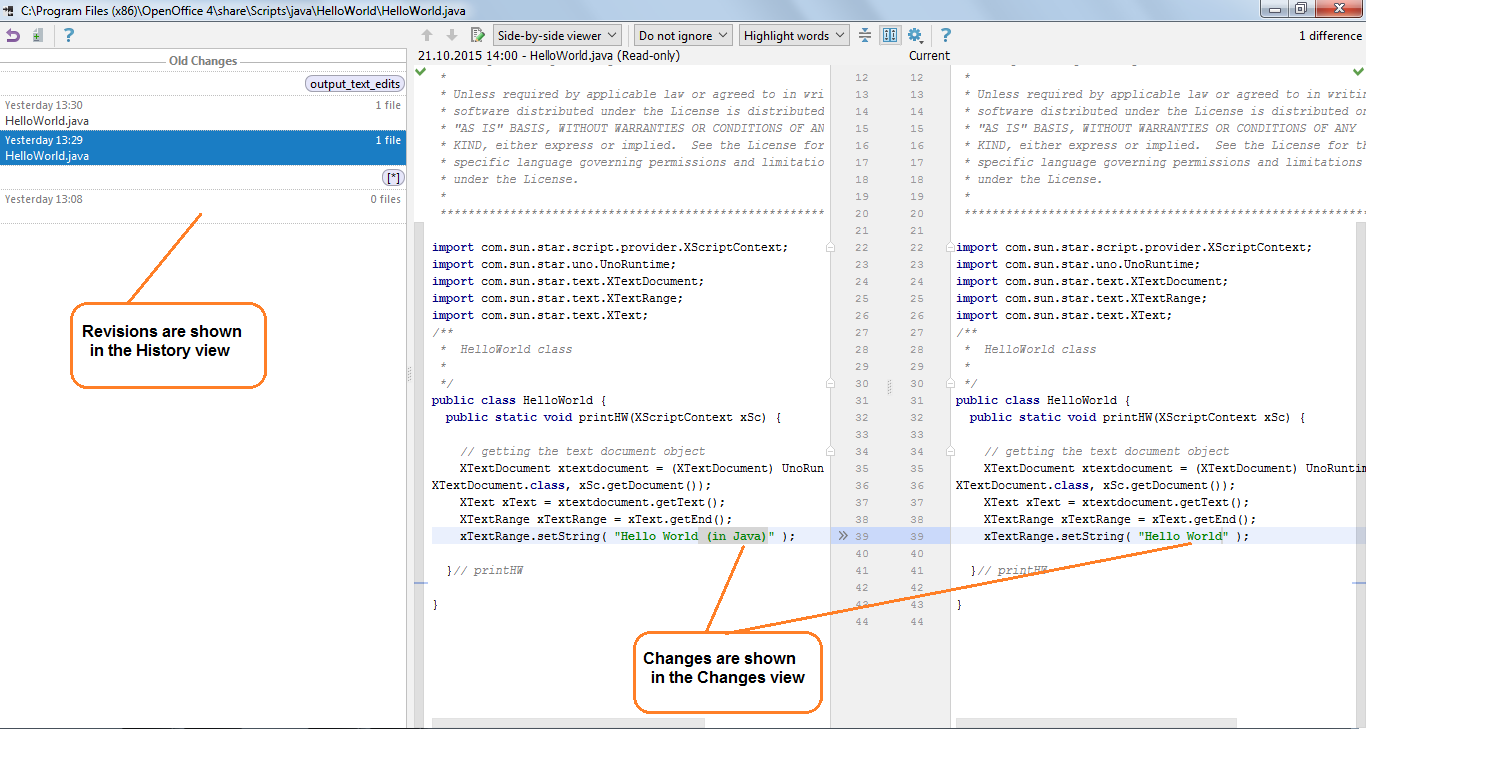 C:\Program Files (x86)\OpenOffice 4\share\Scripts\java\HelloWorld\HelloWorld.java
?
Side-by-side viewer
Do not ignore
Highlight words
?
1 difference
21.10.2015 14:00 - HelloWorld.java (Read-only)
Current
Old Changes
output_text_edits
Yesterday 13:30 1 file
HelloWorld.java
Yesterday 13:29 1 file
HelloWorld.java
[*]
Yesterday 13:08 0 files
Revisions are shown
in the History view
* 12
* Unless required by applicable law or agreed to in wri 13
* software distributed under the License is distributed 14
* "AS IS" BASIS, WITHOUT WARRANTIES OR CONDITIONS OF AN 15
* KIND, either express or implied.  See the License for 16
* specific language governing permissions and limitatio 17
* under the License. 18
* 19
******************************************************* 20
21
import com.sun.star.script.provider.XScriptContext; 22
import com.sun.star.uno.UnoRuntime; 23
import com.sun.star.text.XTextDocument; 24
import com.sun.star.text.XTextRange; 25
import com.sun.star.text.XText; 26
/** 27
*  HelloWorld class 28
* 29
*/ 30
public class HelloWorld { 31
public static void printHW(XScriptContext xSc) { 32
33
// getting the text document object 34
XTextDocument xtextdocument = (XTextDocument) UnoRun 35
XTextDocument.class, xSc.getDocument()); 36
XText xText = xtextdocument.getText(); 37
XTextRange xTextRange = xText.getEnd(); 38
xTextRange.setString( "Hello World (in Java)" ); » 39
40
}// printHW 41
42
} 43
44
12 *
13 * Unless required by applicable law or agreed to in writin
14 * software distributed under the License is distributed on
15 * "AS IS" BASIS, WITHOUT WARRANTIES OR CONDITIONS OF ANY
16 * KIND, either express or implied.  See the License for th
17 * specific language governing permissions and limitations
18 * under the License.
19 *
20 **********************************************************
21
22 import com.sun.star.script.provider.XScriptContext;
23 import com.sun.star.uno.UnoRuntime;
24 import com.sun.star.text.XTextDocument;
25 import com.sun.star.text.XTextRange;
26 import com.sun.star.text.XText;
27 /**
28 *  HelloWorld class
29 *
30 */
31 public class HelloWorld {
32 public static void printHW(XScriptContext xSc) {
33
34 // getting the text document object
35 XTextDocument xtextdocument = (XTextDocument) UnoRuntim
36 XTextDocument.class, xSc.getDocument());
37 XText xText = xtextdocument.getText();
38 XTextRange xTextRange = xText.getEnd();
39 xTextRange.setString( "Hello World" );
40
41 }// printHW
42
43 }
44
Changes are shown
in the Changes view